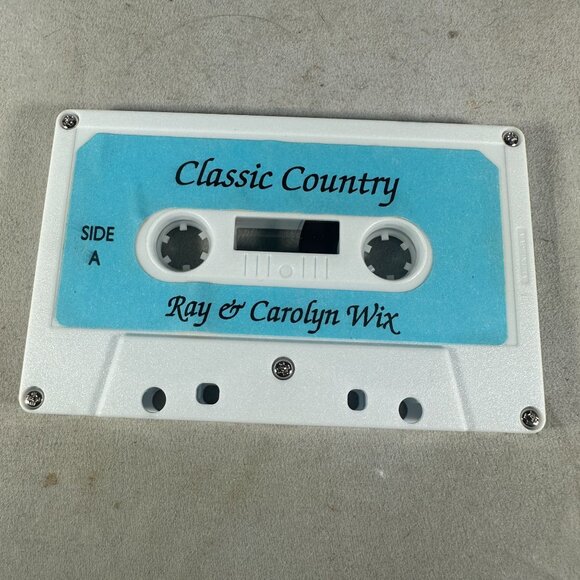 Classic Country
SIDE
A
Ray & Carolyn Wix